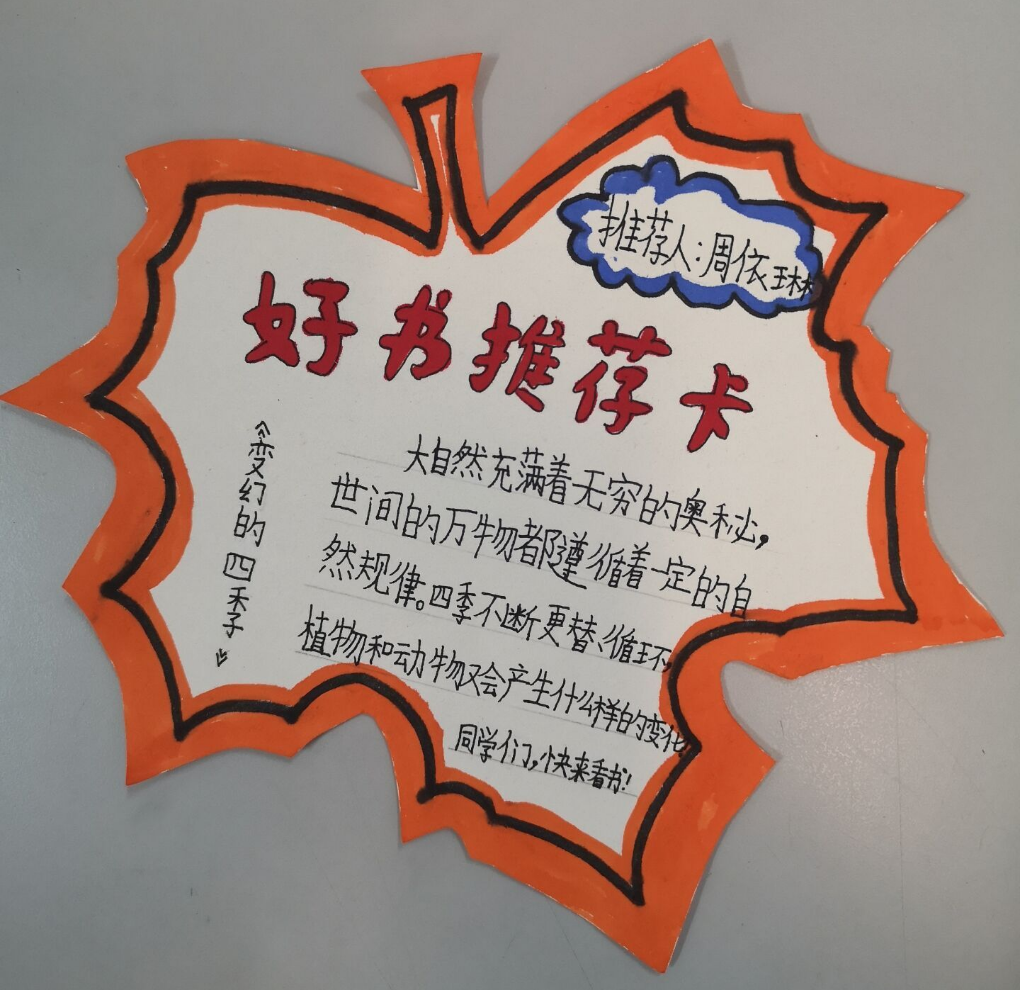 推荐人:周依琳
好书推荐卡
《变幻的四季》
大自然充满着无穷的奥秘,
世间的万物都遵循着一定的自
然规律。四季不断更替、循环,
植物和动物又会产生什么样的变化
同学们,快来看书!